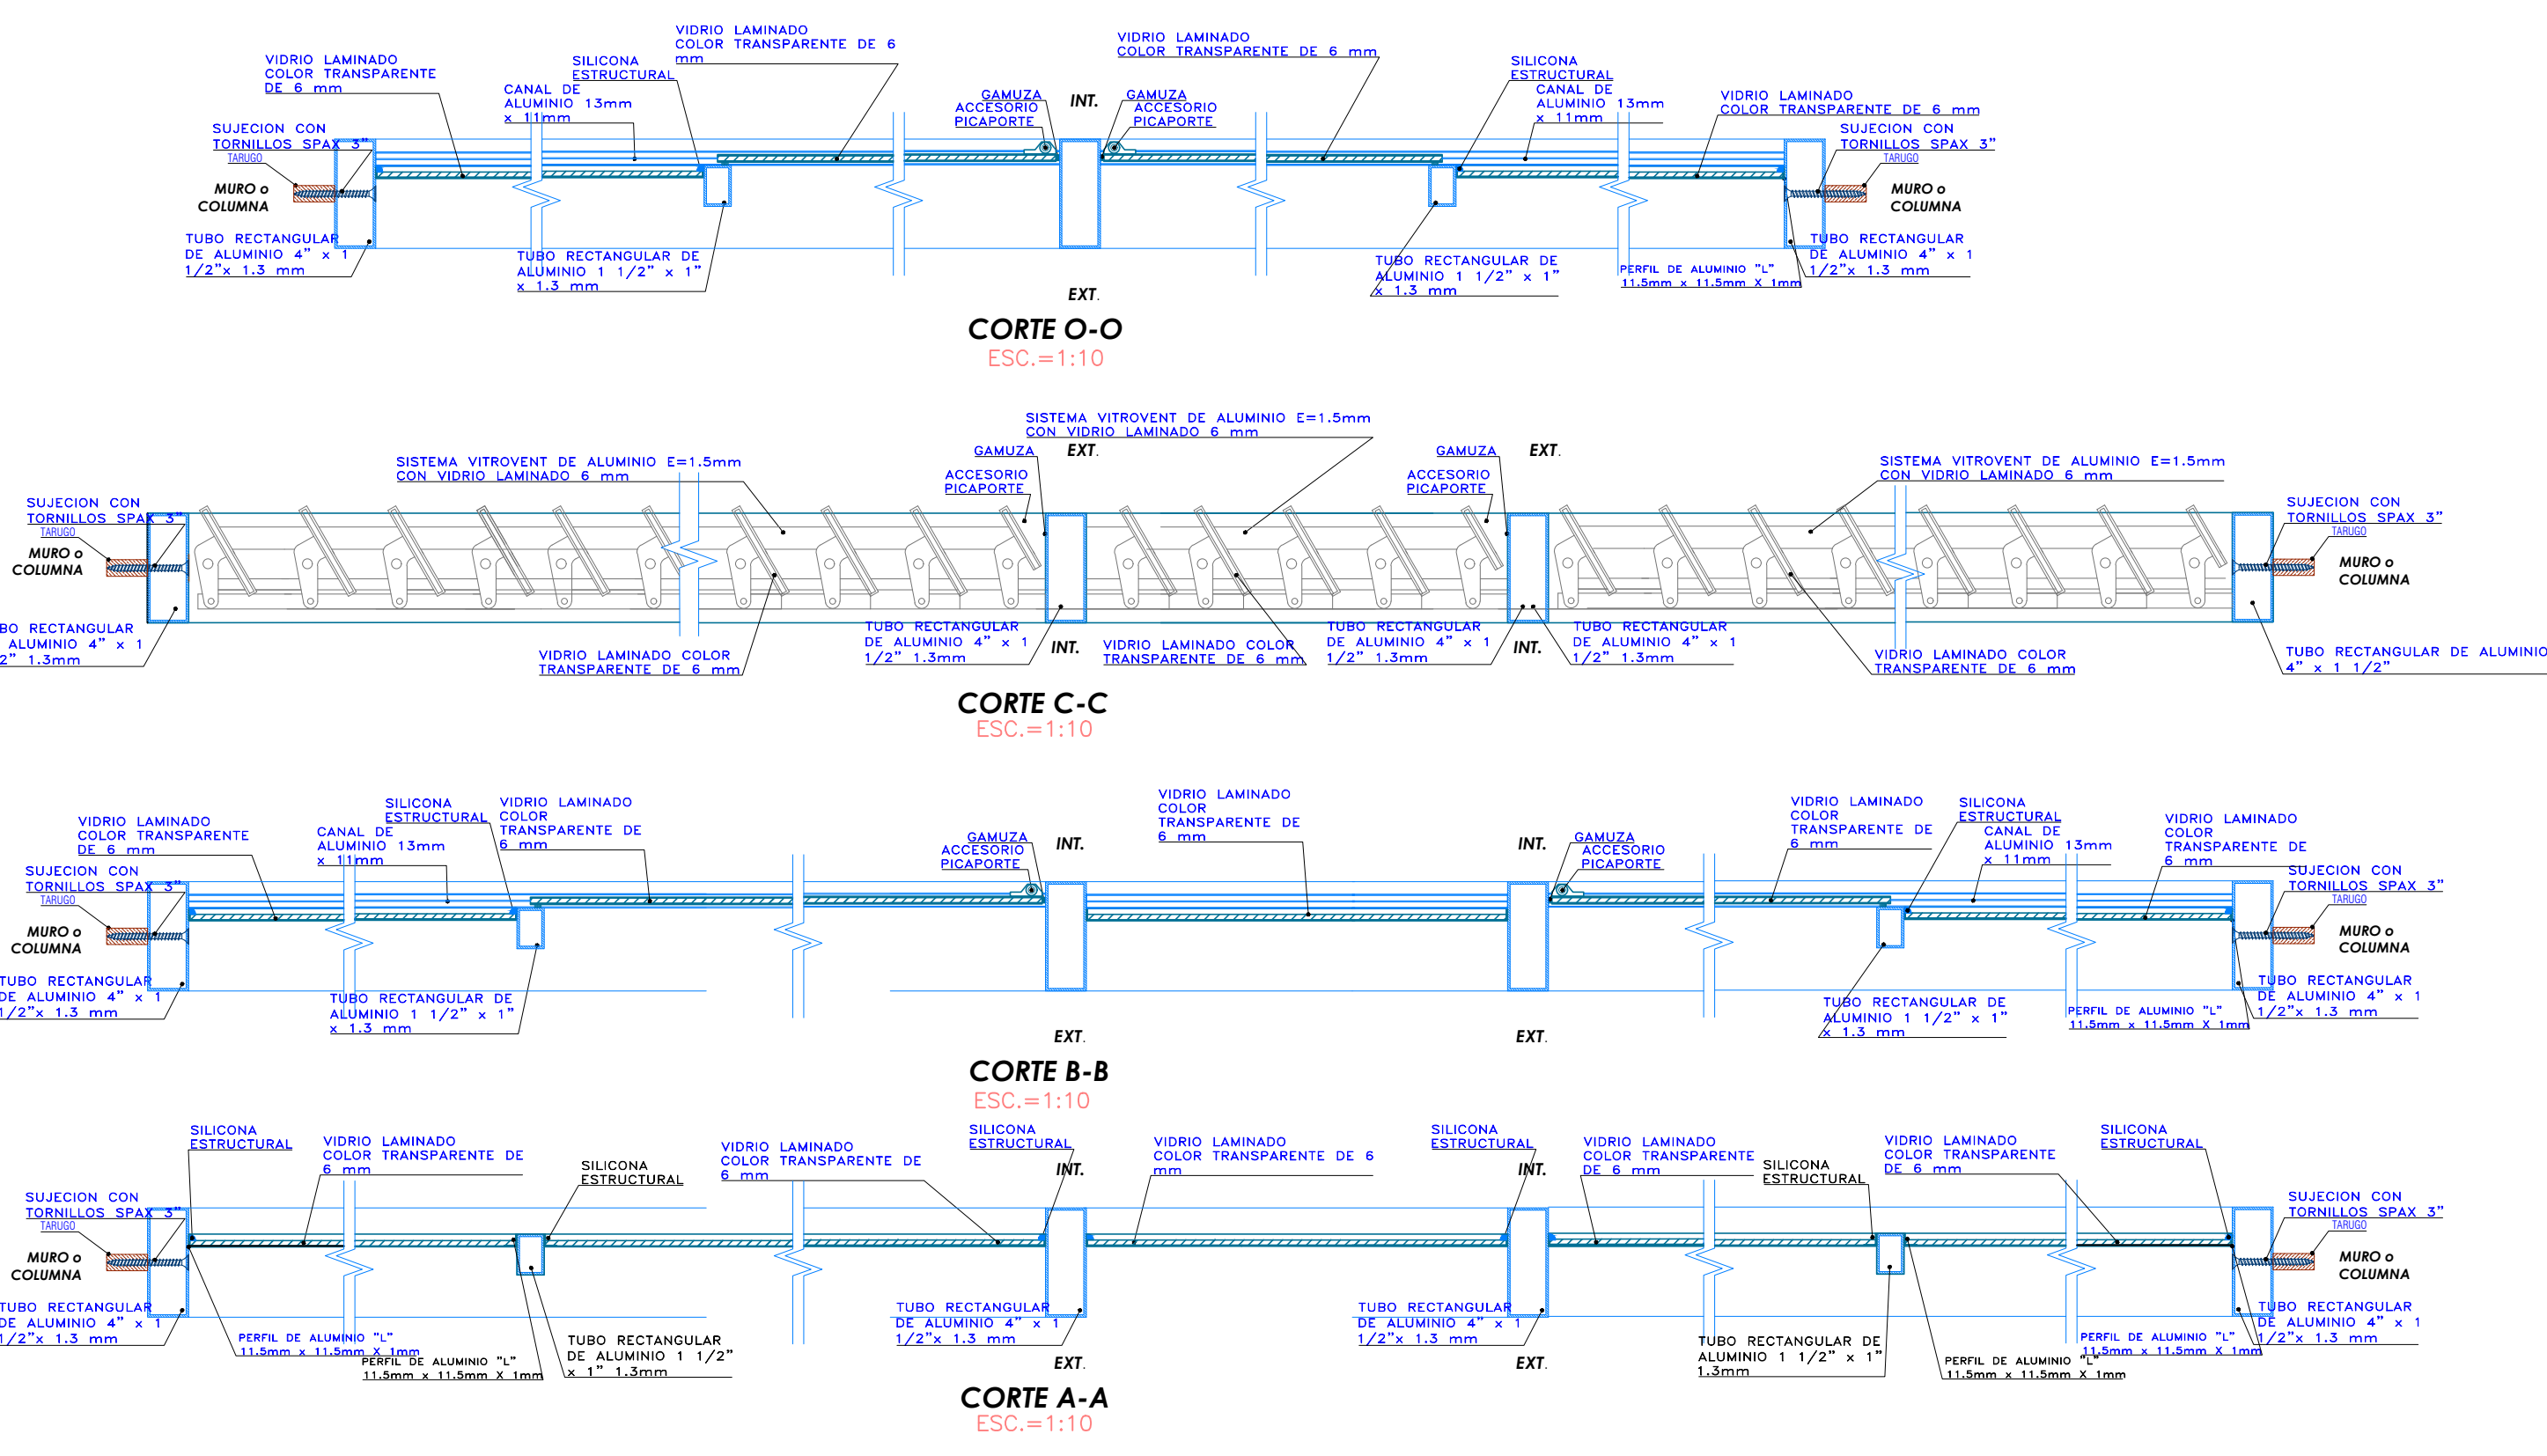 VIDRIO LAMINADO
COLOR TRANSPARENTE
DE 6 mm
SILICONA
ESTRUCTURAL
VIDRIO LAMINADO
COLOR TRANSPARENTE DE 6
mm
CANAL DE
ALUMINIO 13mm
x 11mm
GAMUZA
ACCESORIO
PICAPORTE
INT.
GAMUZA
ACCESORIO
PICAPORTE
VIDRIO LAMINADO
COLOR TRANSPARENTE DE 6 mm
SILICONA
ESTRUCTURAL
CANAL DE
ALUMINIO 13mm
x 11mm
VIDRIO LAMINADO
COLOR TRANSPARENTE DE 6 mm
SUJECION CON
TORNILLOS SPAX 3"
TARUGO
MURO o
COLUMNA
SUJECION CON
TORNILLOS SPAX 3"
TARUGO
MURO o
COLUMNA
TUBO RECTANGULAR
DE ALUMINIO 4" x 1
1/2"x 1.3 mm
TUBO RECTANGULAR DE
ALUMINIO 1 1/2" x 1"
x 1.3 mm
TUBO RECTANGULAR DE
ALUMINIO 1 1/2" x 1"
x 1.3 mm
PERFIL DE ALUMINIO "L"
11.5mm x 11.5mm X 1mm
TUBO RECTANGULAR
DE ALUMINIO 4" x 1
1/2"x 1.3 mm
EXT.
CORTE O-O
ESC.=1:10
SISTEMA VITROVENT DE ALUMINIO E=1.5mm
CON VIDRIO LAMINADO 6 mm
SISTEMA VITROVENT DE ALUMINIO E=1.5mm
CON VIDRIO LAMINADO 6 mm
SISTEMA VITROVENT DE ALUMINIO E=1.5mm
CON VIDRIO LAMINADO 6 mm
GAMUZA
EXT.
ACCESORIO
PICAPORTE
GAMUZA
EXT.
ACCESORIO
PICAPORTE
SUJECION CON
TORNILLOS SPAX 3"
TARUGO
MURO o
COLUMNA
SUJECION CON
TORNILLOS SPAX 3"
TARUGO
MURO o
COLUMNA
BO RECTANGULAR
ALUMINIO 4" x 1
2" 1.3mm
VIDRIO LAMINADO COLOR
TRANSPARENTE DE 6 mm
TUBO RECTANGULAR
DE ALUMINIO 4" x 1
1/2" 1.3mm
INT.
VIDRIO LAMINADO COLOR
TRANSPARENTE DE 6 mm
TUBO RECTANGULAR
DE ALUMINIO 4" x 1
1/2" 1.3mm
INT.
TUBO RECTANGULAR
DE ALUMINIO 4" x 1
1/2" 1.3mm
VIDRIO LAMINADO COLOR
TRANSPARENTE DE 6 mm
TUBO RECTANGULAR DE ALUMINIO
4" x 1 1/2"
CORTE C-C
ESC.=1:10
VIDRIO LAMINADO
COLOR TRANSPARENTE
DE 6 mm
SILICONA
ESTRUCTURAL
CANAL DE
ALUMINIO 13mm
x 11mm
VIDRIO LAMINADO
COLOR
TRANSPARENTE DE
6 mm
GAMUZA
ACCESORIO
PICAPORTE
INT.
VIDRIO LAMINADO
COLOR
TRANSPARENTE DE
6 mm
INT.
GAMUZA
ACCESORIO
PICAPORTE
VIDRIO LAMINADO
COLOR
TRANSPARENTE DE
6 mm
SILICONA
ESTRUCTURAL
CANAL DE
ALUMINIO 13mm
x 11mm
VIDRIO LAMINADO
COLOR
TRANSPARENTE DE
6 mm
SUJECION CON
TORNILLOS SPAX 3"
TARUGO
MURO o
COLUMNA
SUJECION CON
TORNILLOS SPAX 3"
TARUGO
MURO o
COLUMNA
TUBO RECTANGULAR
DE ALUMINIO 4" x 1
1/2"x 1.3 mm
TUBO RECTANGULAR DE
ALUMINIO 1 1/2" x 1"
x 1.3 mm
EXT.
EXT.
TUBO RECTANGULAR DE
ALUMINIO 1 1/2" x 1"
x 1.3 mm
PERFIL DE ALUMINIO "L"
11.5mm x 11.5mm X 1mm
TUBO RECTANGULAR
DE ALUMINIO 4" x 1
1/2"x 1.3 mm
CORTE B-B
ESC.=1:10
SILICONA
ESTRUCTURAL
VIDRIO LAMINADO
COLOR TRANSPARENTE DE
6 mm
SILICONA
ESTRUCTURAL
VIDRIO LAMINADO
COLOR TRANSPARENTE DE
6 mm
SILICONA
ESTRUCTURAL
INT.
VIDRIO LAMINADO
COLOR TRANSPARENTE DE 6
mm
SILICONA
ESTRUCTURAL
INT.
VIDRIO LAMINADO
COLOR TRANSPARENTE
DE 6 mm
SILICONA
ESTRUCTURAL
VIDRIO LAMINADO
COLOR TRANSPARENTE
DE 6 mm
SILICONA
ESTRUCTURAL
SUJECION CON
TORNILLOS SPAX 3"
TARUGO
MURO o
COLUMNA
SUJECION CON
TORNILLOS SPAX 3"
TARUGO
MURO o
COLUMNA
TUBO RECTANGULAR
DE ALUMINIO 4" x 1
1/2"x 1.3 mm
PERFIL DE ALUMINIO "L"
11.5mm x 11.5mm X 1mm
PERFIL DE ALUMINIO "L"
11.5mm x 11.5mm X 1mm
TUBO RECTANGULAR
DE ALUMINIO 1 1/2"
x 1" 1.3mm
TUBO RECTANGULAR
DE ALUMINIO 4" x 1
1/2"x 1.3 mm
EXT.
TUBO RECTANGULAR
DE ALUMINIO 4" x 1
1/2"x 1.3 mm
EXT.
TUBO RECTANGULAR DE
ALUMINIO 1 1/2" x 1"
1.3mm
PERFIL DE ALUMINIO "L"
11.5mm x 11.5mm X 1mm
PERFIL DE ALUMINIO "L"
11.5mm x 11.5mm X 1mm
TUBO RECTANGULAR
DE ALUMINIO 4" x 1
1/2"x 1.3 mm
CORTE A-A
ESC.=1:10